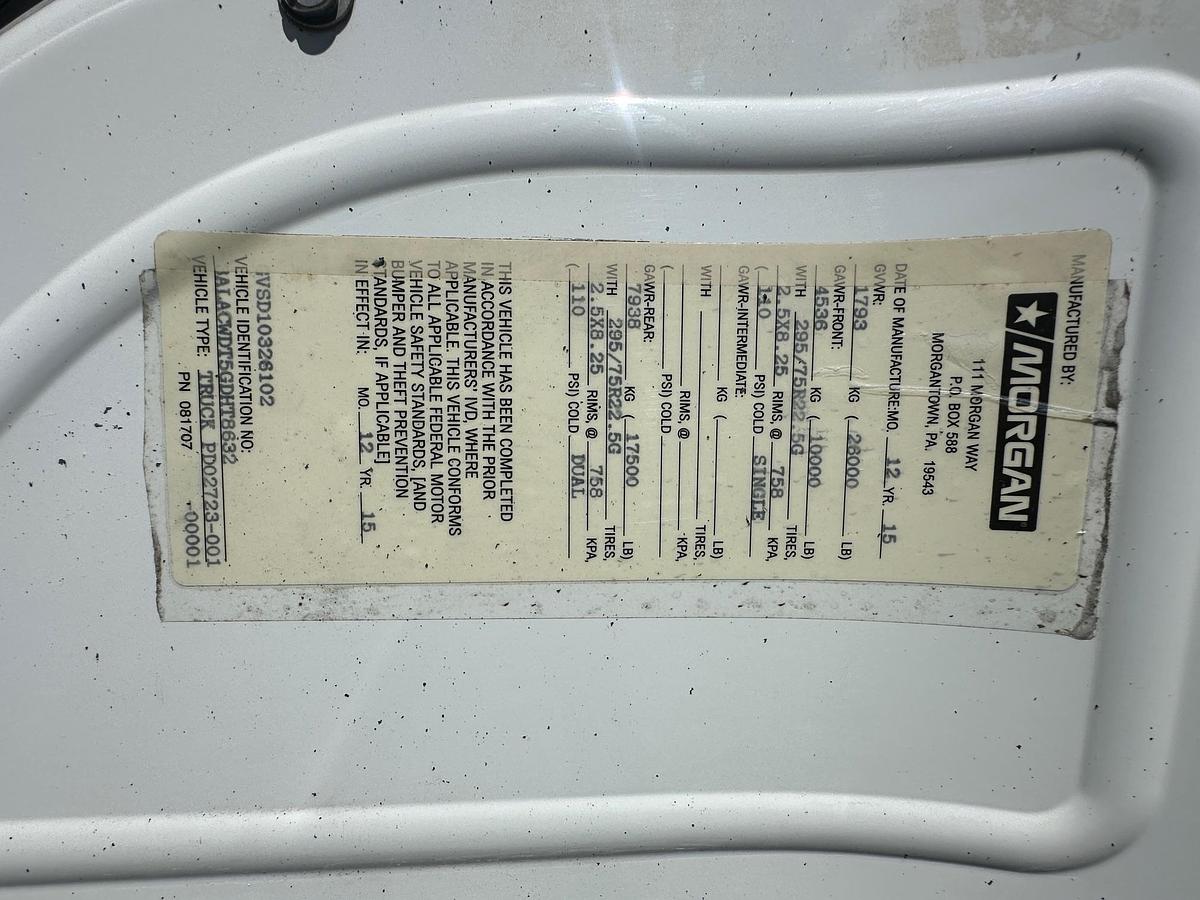 MANUFACTURED BY:
MORGAN
111 MORGAN WAY
P.O. BOX 588
MORGANTOWN, PA. 19543
DATE OF MANUFACTURE:MO. 12 YR. 15
GVWR:
1793 KG ( 26000 LB)
GAWR-FRONT:
4536 KG ( 10000 LB)
WITH 295/75R22.5G TIRES,
2.5X8.25 RIMS, @ 758 KPA,
( 110 PSI) COLD SINGLE
GAWR-INTERMEDIATE:
KG ( LB)
WITH TIRES,
RIMS, @ KPA,
( PSI) COLD
GAWR-REAR:
7938 KG ( 17500 LB)
WITH 295/75R22.5G TIRES,
2.5X8.25 RIMS, @ 758 KPA,
( 110 PSI) COLD DUAL
THIS VEHICLE HAS BEEN COMPLETED
IN ACCORDANCE WITH THE PRIOR
MANUFACTURERS' IVD, WHERE
APPLICABLE. THIS VEHICLE CONFORMS
TO ALL APPLICABLE FEDERAL MOTOR
VEHICLE SAFETY STANDARDS, [AND
BUMPER AND THEFT PREVENTION
STANDARDS, IF APPLICABLE]
IN EFFECT IN: MO. 12 YR. 15
VSD10326102
VEHICLE IDENTIFICATION NO:
1ALACWDT5GDHT8632
VEHICLE TYPE: TRUCK PD02723-001
PN 081707 -00001